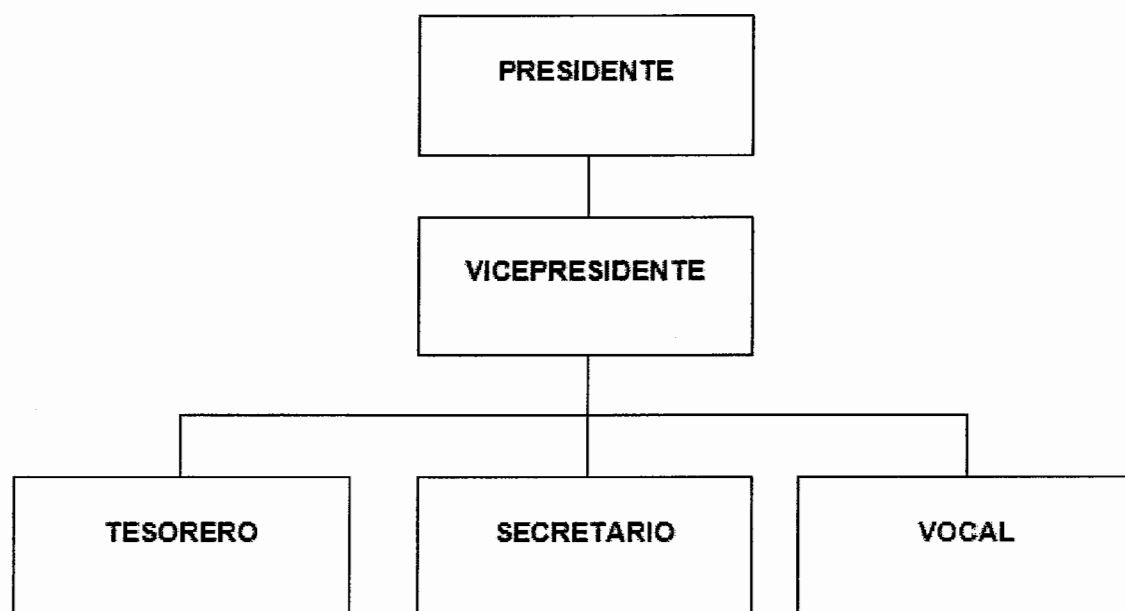 PRESIDENTE
VICEPRESIDENTE
TESORERO
SECRETARIO
VOCAL